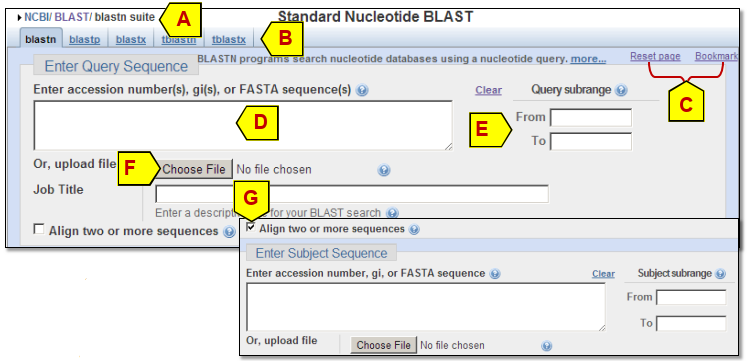 NCBI/ BLAST/ blastn suite
A
Standard Nucleotide BLAST
blastn blastp blastx tblastn tblastx
B
BLASTN programs search nucleotide databases using a nucleotide query. more...
Reset page Bookmark
C
Enter Query Sequence
Enter accession number(s), gi(s), or FASTA sequence(s)
Clear
Query subrange
D
E
From
To
Or, upload file
F
Choose File No file chosen
Job Title
G
Enter a descript for your BLAST search
Align two or more sequences
Align two or more sequences
Enter Subject Sequence
Enter accession number, gi, or FASTA sequence
Clear
Subject subrange
From
To
Or, upload file
Choose File No file chosen